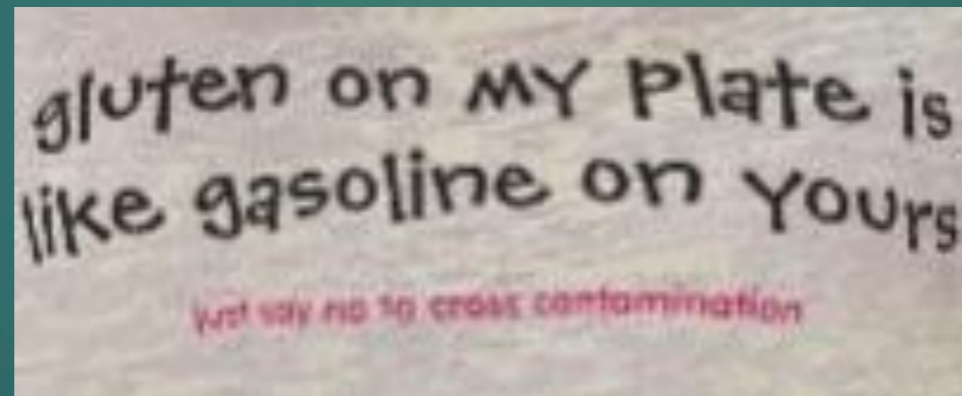 gluten on MY Plate is
like gasoline on Yours
just say no to cross contamination